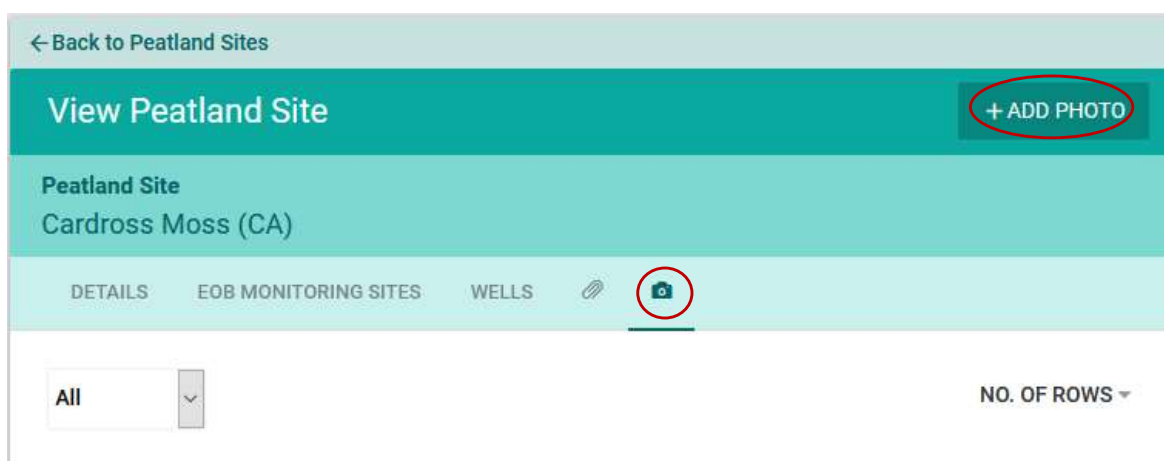 ←Back to Peatland Sites
View Peatland Site
+ ADD PHOTO
Peatland Site
Cardross Moss (CA)
DETAILS EOB MONITORING SITES WELLS
All
NO. OF ROWS